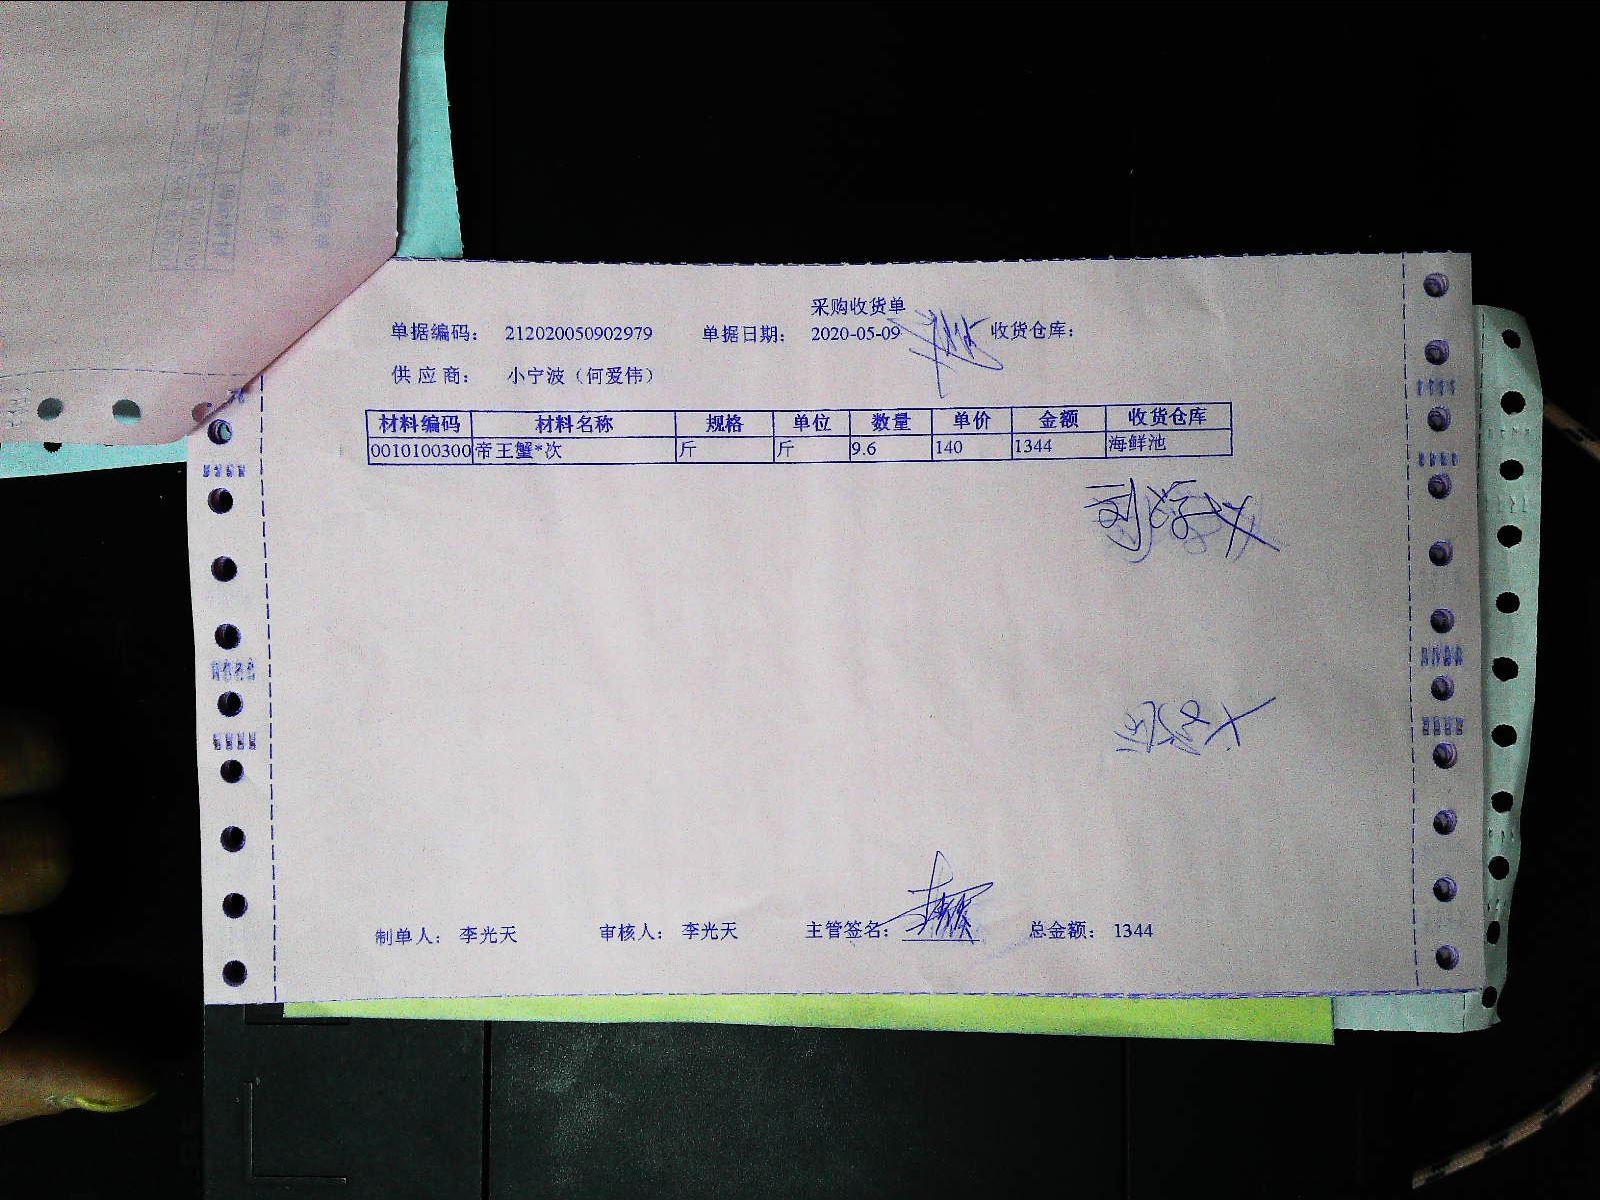 采购收货单
单据编码： 212020050902979 单据日期： 2020-05-09 收货仓库：
供应商： 小宁波（何爱伟）
材料编码 材料名称 规格 单位 数量 单价 金额 收货仓库
0010100300 帝王蟹*次 斤 斤 9.6 140 1344 海鲜池
制单人： 李光天 审核人： 李光天 主管签名： 总金额： 1344